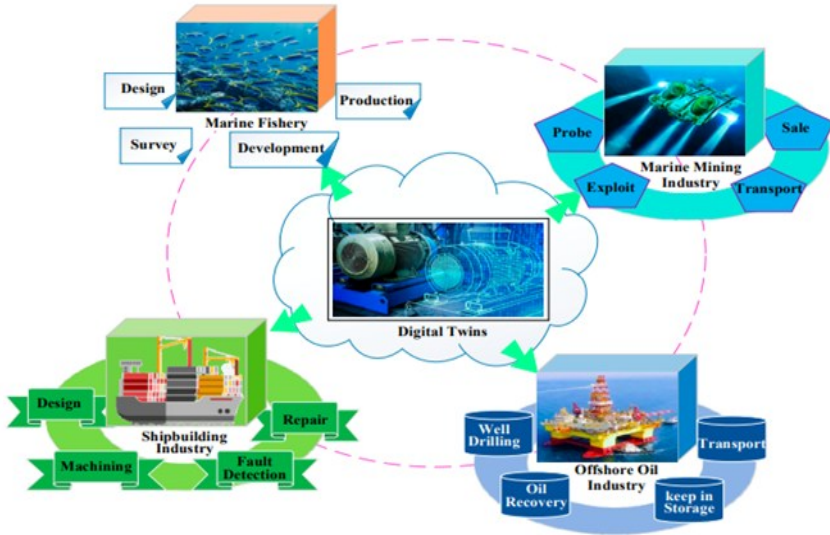 Design
Production
Marine Fishery
Survey
Development
Probe
Sale
Marine Mining
Industry
Exploit
Transport
Digital Twins
Design
Repair
Shipbuilding
Industry
Machining
Fault
Detection
Well
Drilling
Transport
Offshore Oil
Industry
Oil
Recovery
keep in
Storage